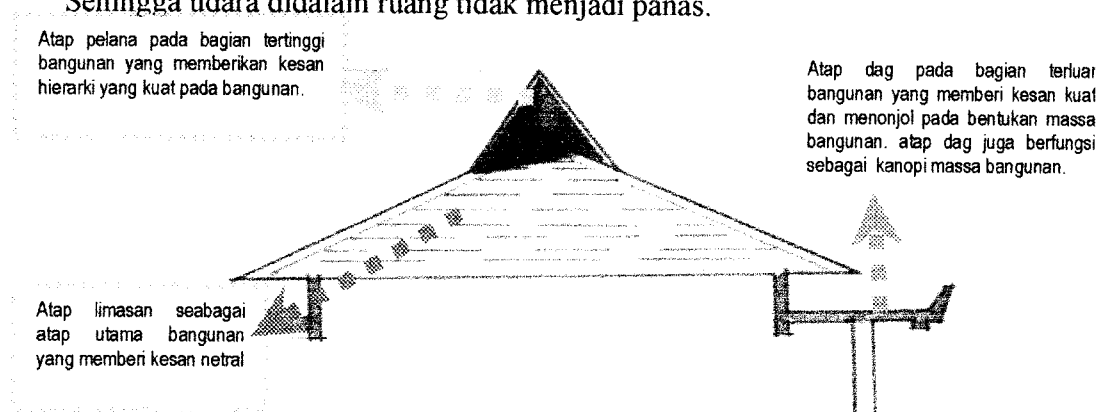 Sehingga udara didalam ruang tidak menjadi panas.
Atap pelana pada bagian tertinggi
bangunan yang memberikan kesan
hierarki yang kuat pada bangunan.
Atap dag pada bagian terluar
bangunan yang memberi kesan kuat
dan menonjol pada bentukan massa
bangunan. atap dag juga berfungsi
sebagai kanopi massa bangunan.
Atap limasan seabagai
atap utama bangunan
yang memberi kesan netral